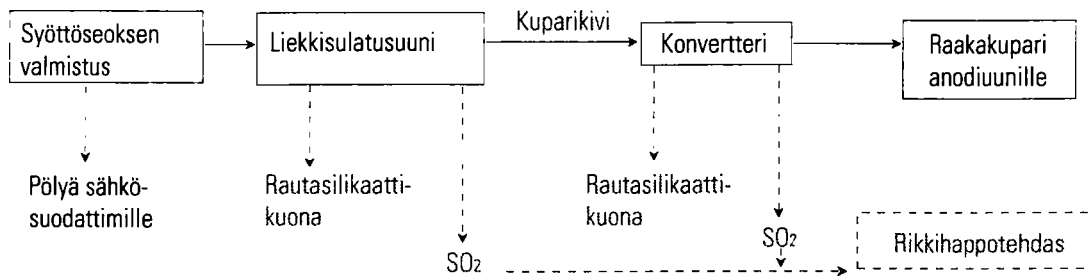 Syöttöseoksen
valmistus
Liekkisulatusuuni
Kuparikivi
Konvertteri
Raakakupari
anodiuunille
Pölyä sähkö-
suodattimille
Rautasilikaatti-
kuona
SO2
Rautasilikaatti-
kuona
SO2
Rikkihappotehdas